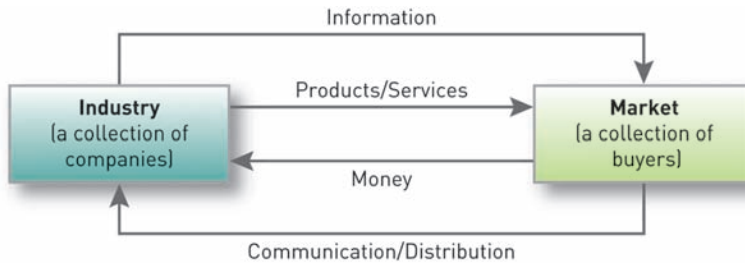 Information
Industry
(a collection of
companies)
Products/Services
Market
(a collection of
buyers)
Money
Communication/Distribution